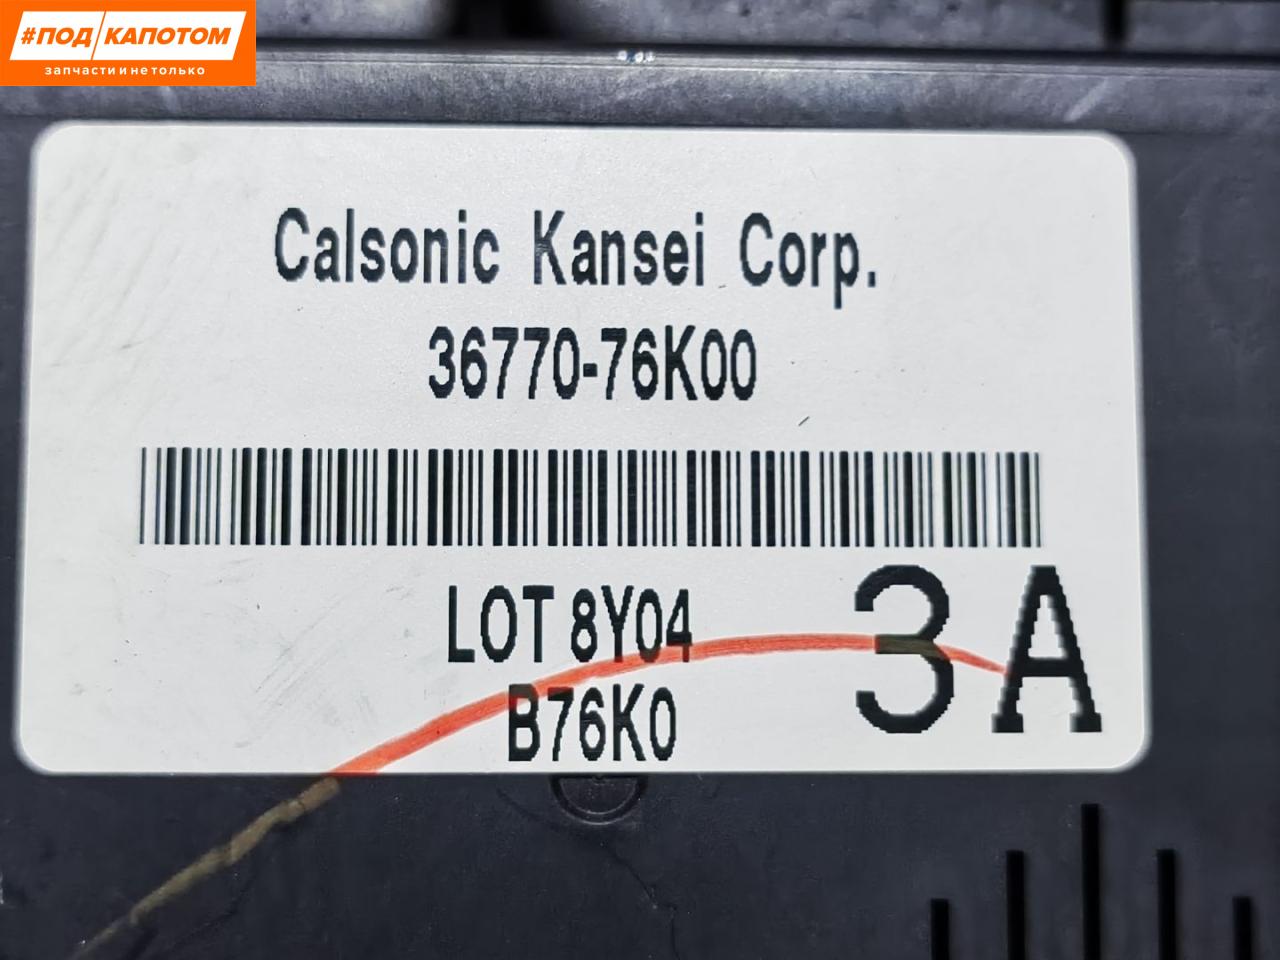 #ПОД КАПОТОМ
запчасти и не только
Calsonic Kansei Corp.
36770-76K00
LOT 8Y04
3A
B76K0